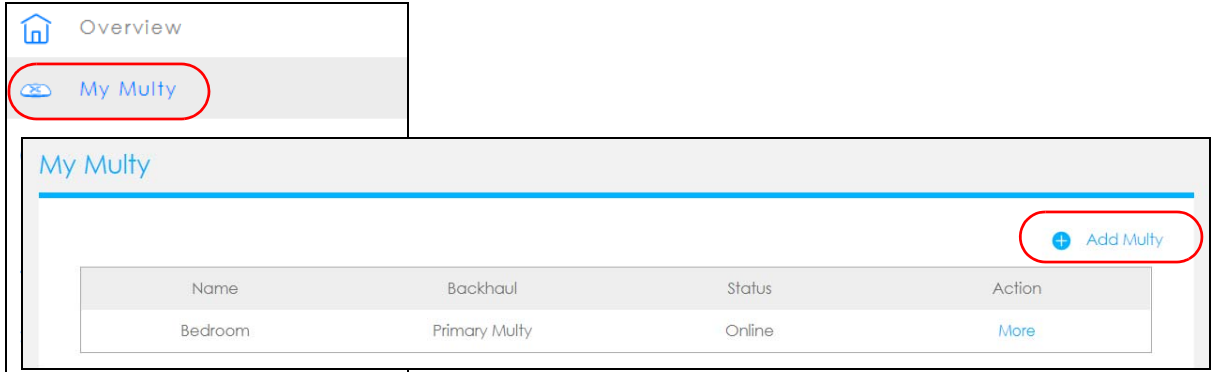 Overview
My Multy
My Multy
Add Multy
Name Backhaul Status Action
Bedroom Primary Multy Online More